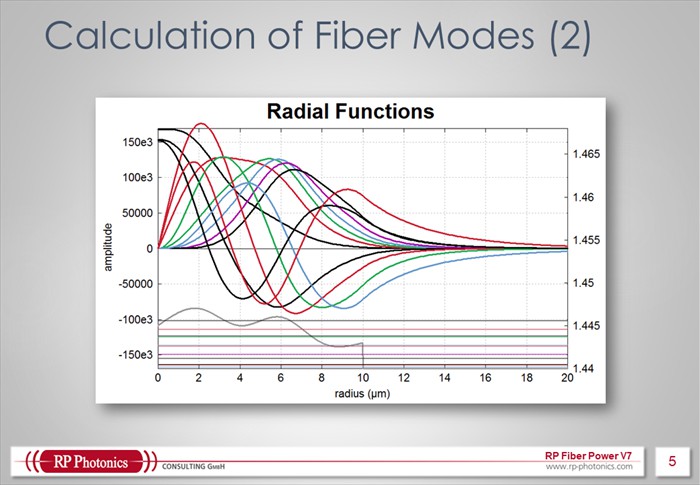 Calculation of Fiber Modes (2)
Radial Functions
150e3
100e3
50000
0
-50000
-100e3
-150e3
amplitude
1.465
1.46
1.455
1.45
1.445
1.44
0 2 4 6 8 10 12 14 16 18 20
radius (µm)
RP Photonics CONSULTING GMBH
RP Fiber Power V7
www.rp-photonics.com
5